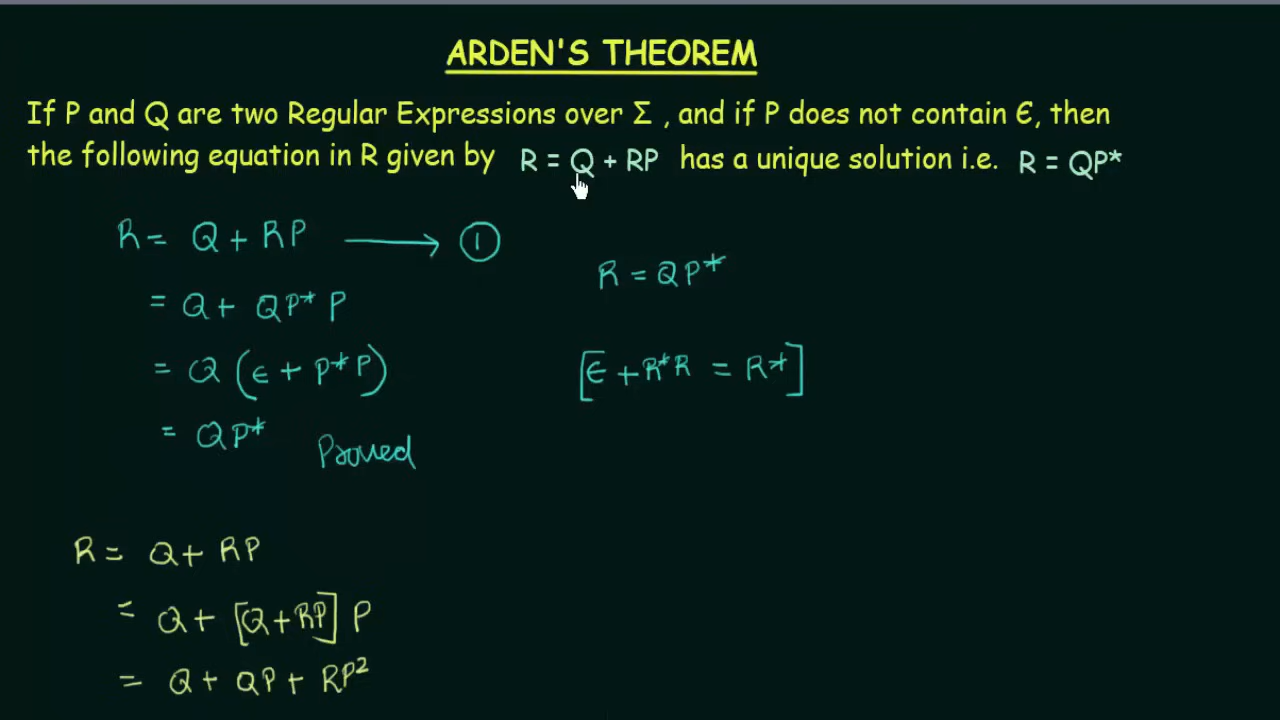 ARDEN'S THEOREM
If P and Q are two Regular Expressions over Σ , and if P does not contain Є, then
the following equation in R given by R = Q + RP has a unique solution i.e. R = QP*
R = Q + RP ⟶ ①
= Q + QP* P
= Q (ϵ + P*P)
= QP* Proved
R = QP*
[ϵ + R*R = R*]
R = Q + RP
= Q + [Q+RP] P
= Q + QP + RP²